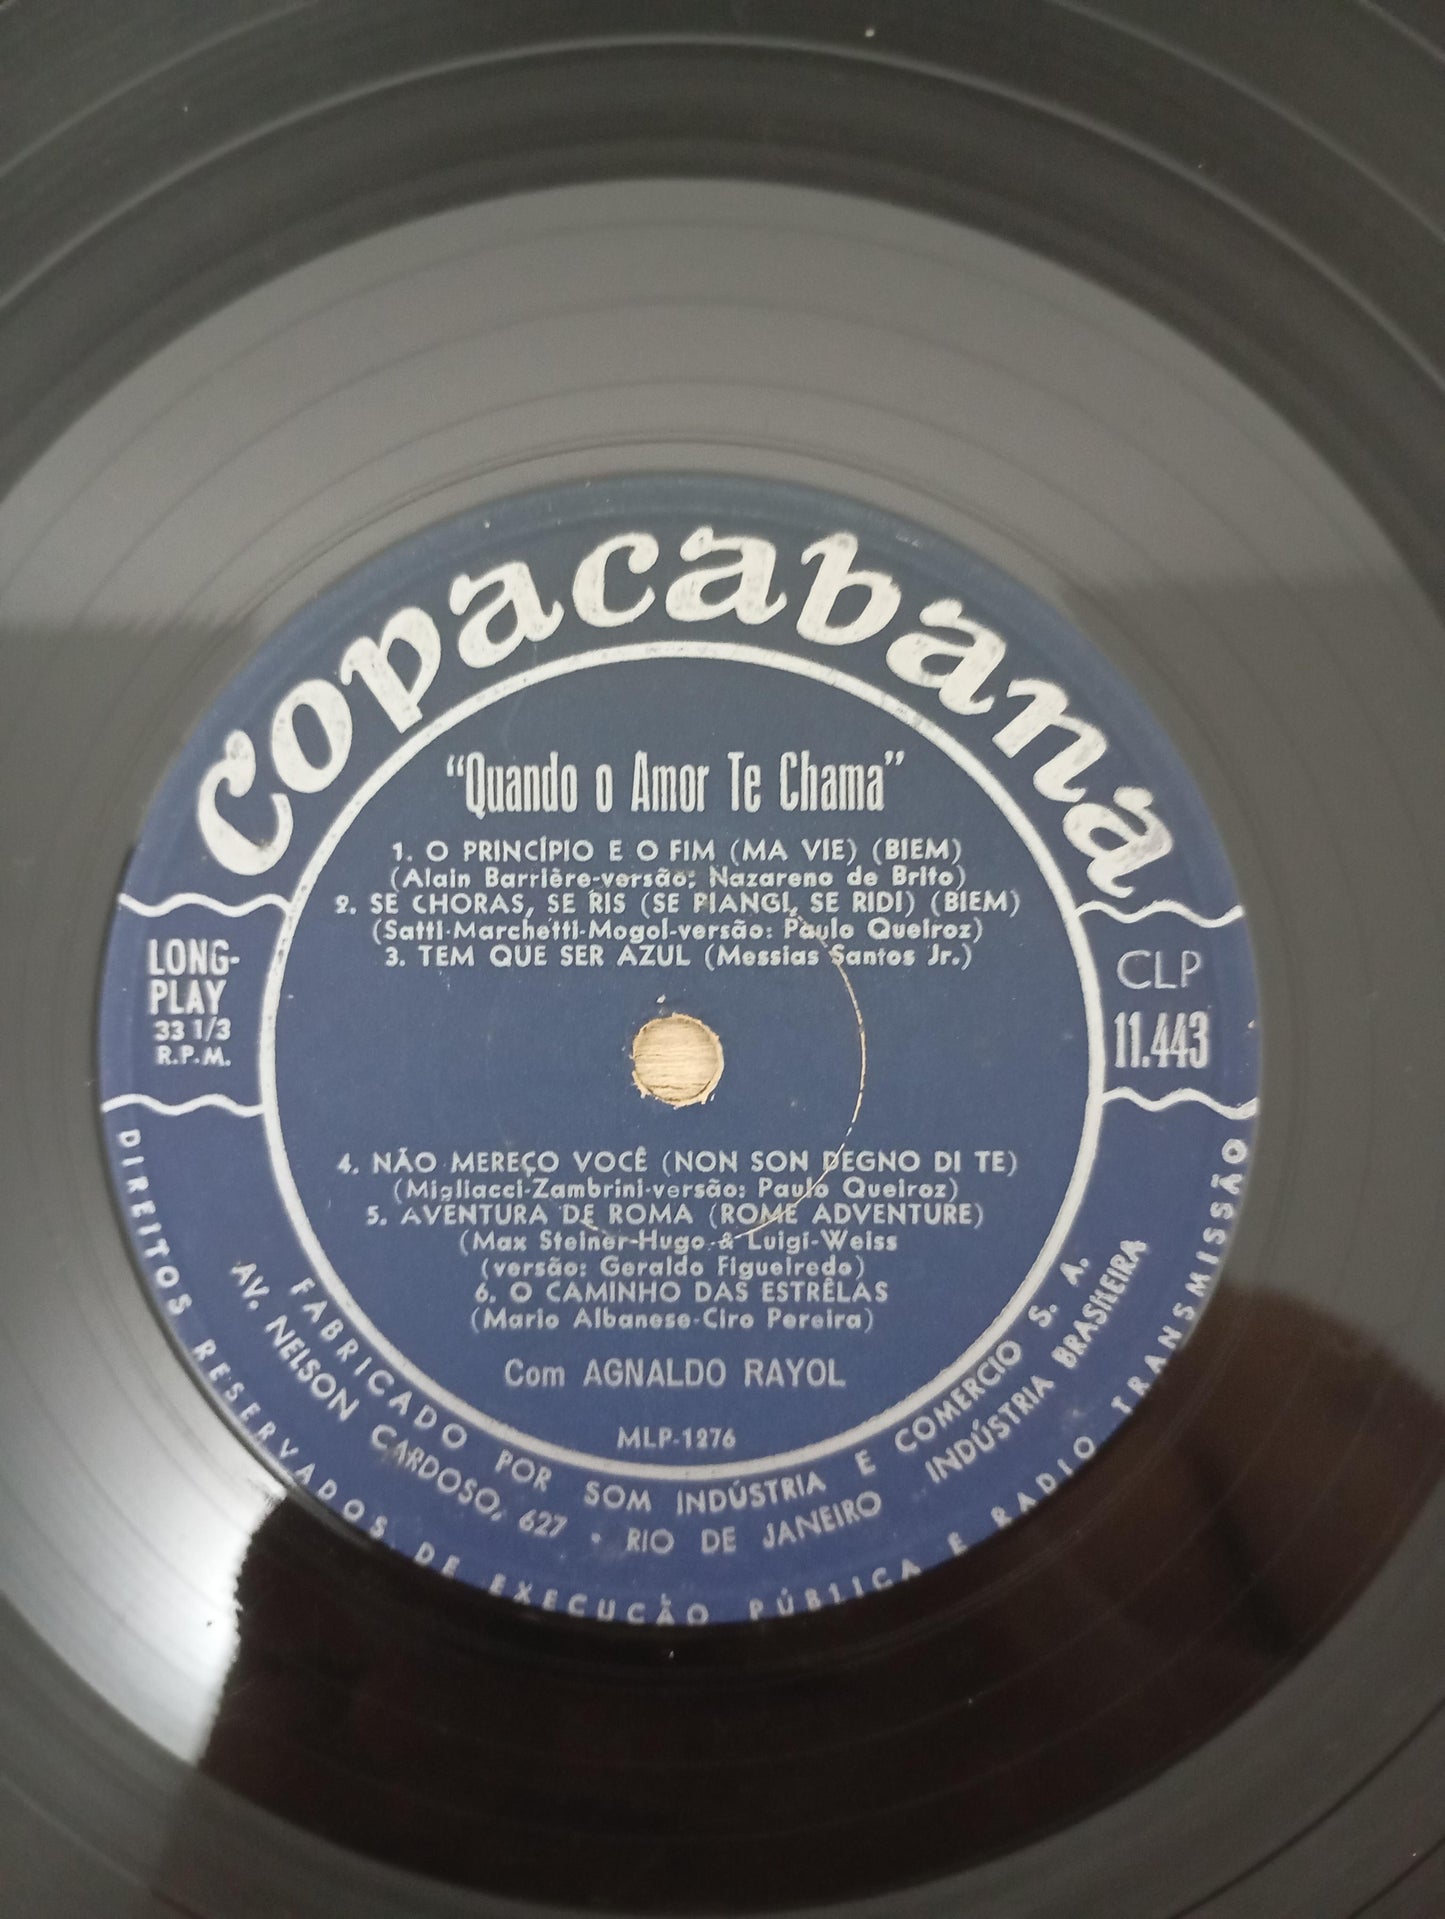 copacabana
“Quando o Amor Te Chama”
1. O PRINCÍPIO E O FIM (MA VIE) (BIEM)
(Alain Barrière-versão: Nazareno de Brito)
2. SE CHORAS, SE RIS (SE PIANGI, SE RIDI) (BIEM)
(Satti-Marchetti-Mogol-versão: Paulo Queiroz)
3. TEM QUE SER AZUL (Messias Santos Jr.)
LONG-
PLAY
33 1/3
R.P.M.
CLP
11.443
4. NÃO MEREÇO VOCÊ (NON SON DEGNO DI TE)
(Migliacci-Zambrini-versão: Paulo Queiroz)
5. AVENTURA DE ROMA (ROME ADVENTURE)
(Max Steiner-Hugo & Luigi-Weiss
(versão: Geraldo Figueiredo)
6. O CAMINHO DAS ESTRÊLAS
(Mario Albanese-Ciro Pereira)
Com AGNALDO RAYOL
MLP-1276
FABRICADO POR SOM INDÚSTRIA E COMERCIO S. A.
AV. NELSON CARDOSO, 627 • RIO DE JANEIRO INDÚSTRIA BRASILEIRA
DIREITOS RESERVADOS DE EXECUÇÃO PÚBLICA E RADIO TRANSMISSÃO